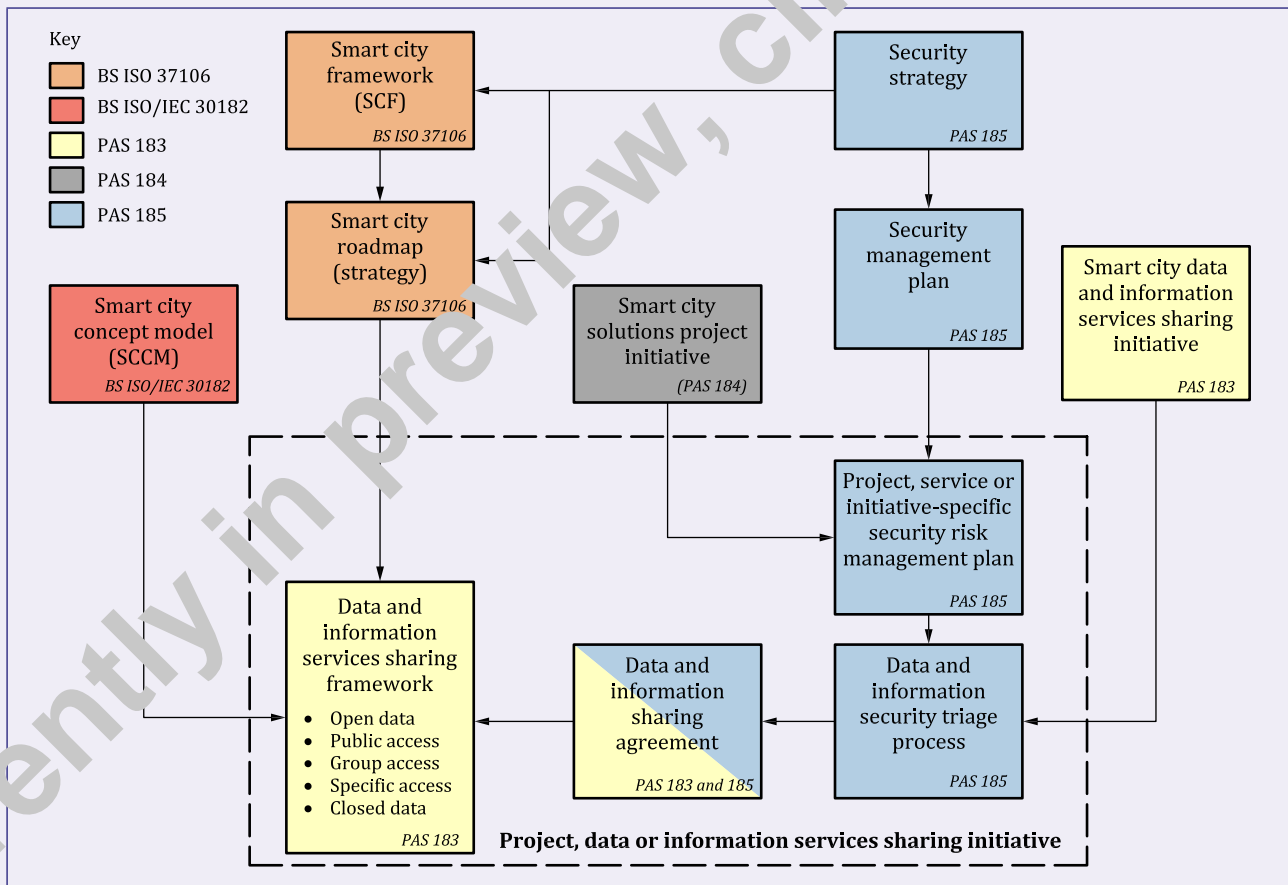 Key
BS ISO 37106
BS ISO/IEC 30182
PAS 183
PAS 184
PAS 185
Smart city
framework
(SCF)
BS ISO 37106
Security
strategy
PAS 185
Smart city
roadmap
(strategy)
BS ISO 37106
Security
management
plan
PAS 185
Smart city data
and information
services sharing
initiative
PAS 183
Smart city
concept model
(SCCM)
BS ISO/IEC 30182
Smart city
solutions project
initiative
(PAS 184)
Project, service or
initiative-specific
security risk
management plan
PAS 185
Data and
information
services sharing
framework
• Open data
• Public access
• Group access
• Specific access
• Closed data
PAS 183
Data and
information
sharing
agreement
PAS 183 and 185
Data and
information
security triage
process
PAS 185
Project, data or information services sharing initiative
ently in preview,